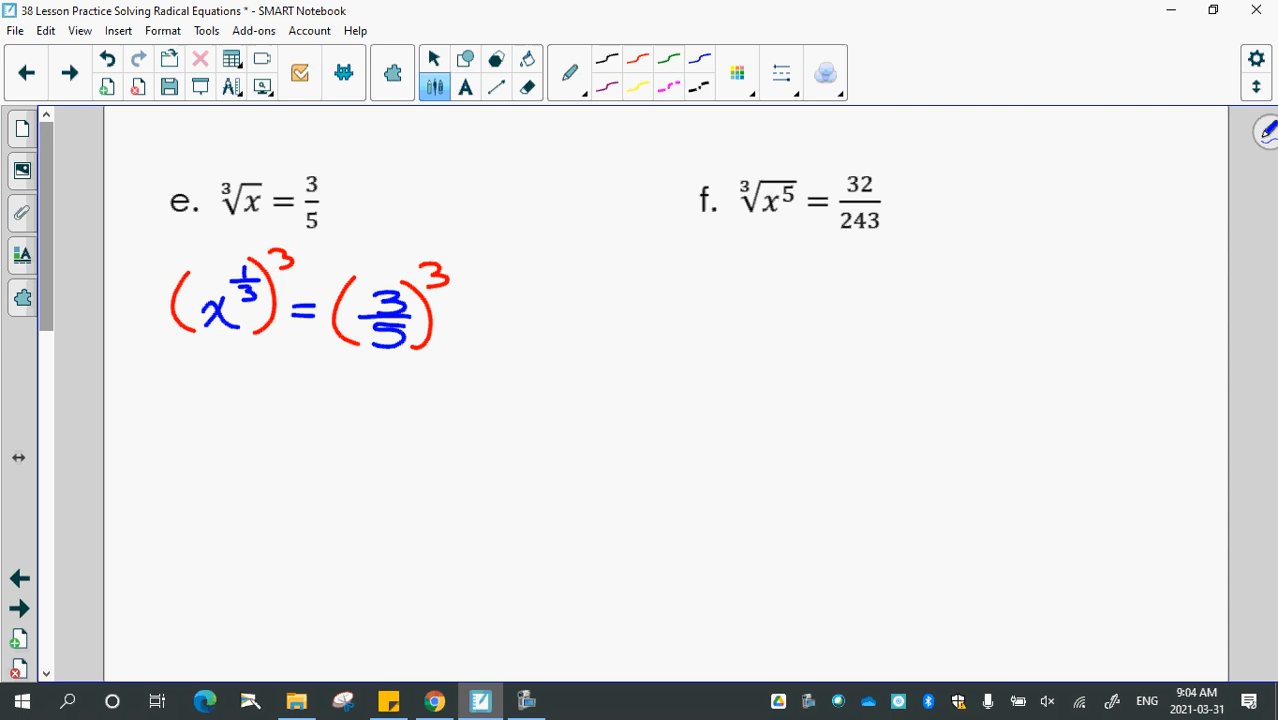 38 Lesson Practice Solving Radical Equations * - SMART Notebook
File Edit View Insert Format Tools Add-ons Account Help
e. ∛x = 3/5
f. ∛x⁵ = 32/243
(x^(1/3))³ = (3/5)³
ENG
9:04 AM
2021-03-31